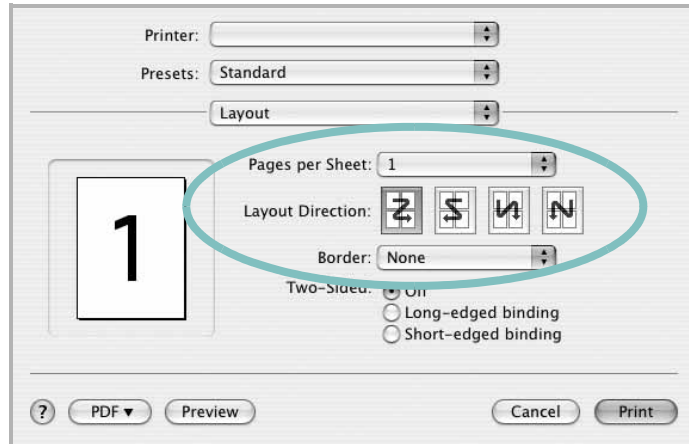 Printer:
Presets: Standard
Layout
Pages per Sheet: 1
Layout Direction:
1
Border: None
Two-Sided: Off
Long-edged binding
Short-edged binding
? PDF Preview Cancel Print